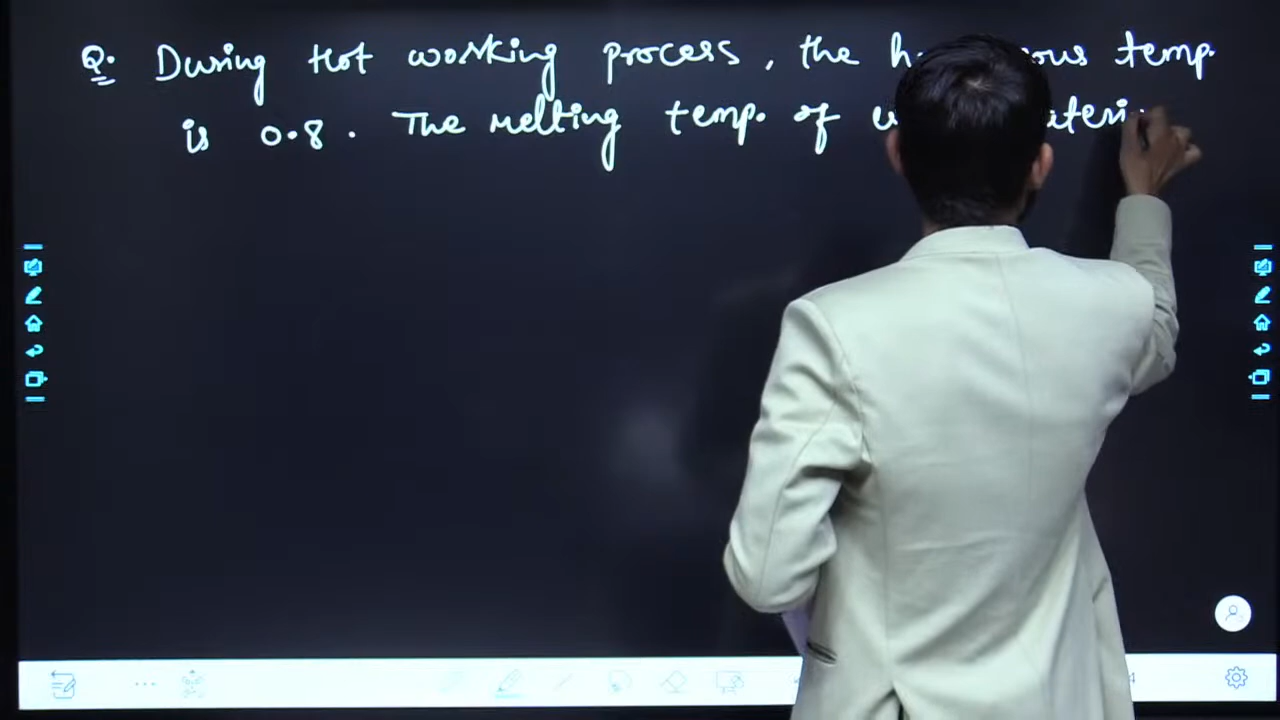 Q. During Hot working process, the temp.
is 0.8. The Melting temp. of